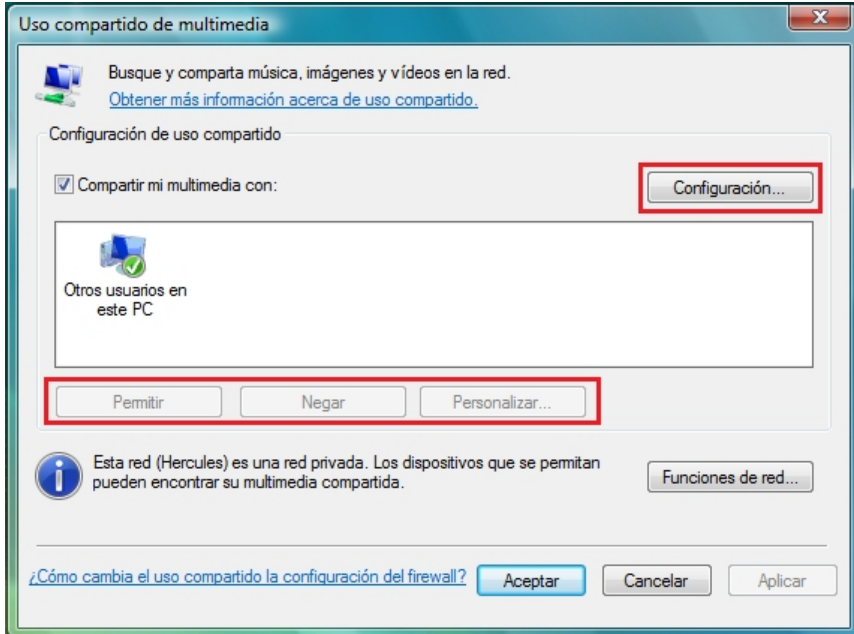 Uso compartido de multimedia
Busque y comparta música, imágenes y vídeos en la red.
Obtener más información acerca de uso compartido.
Configuración de uso compartido
Compartir mi multimedia con:
Configuración...
Otros usuarios en
este PC
Permitir
Negar
Personalizar...
Esta red (Hercules) es una red privada. Los dispositivos que se permitan
pueden encontrar su multimedia compartida.
Funciones de red...
¿Cómo cambia el uso compartido la configuración del firewall?
Aceptar
Cancelar
Aplicar